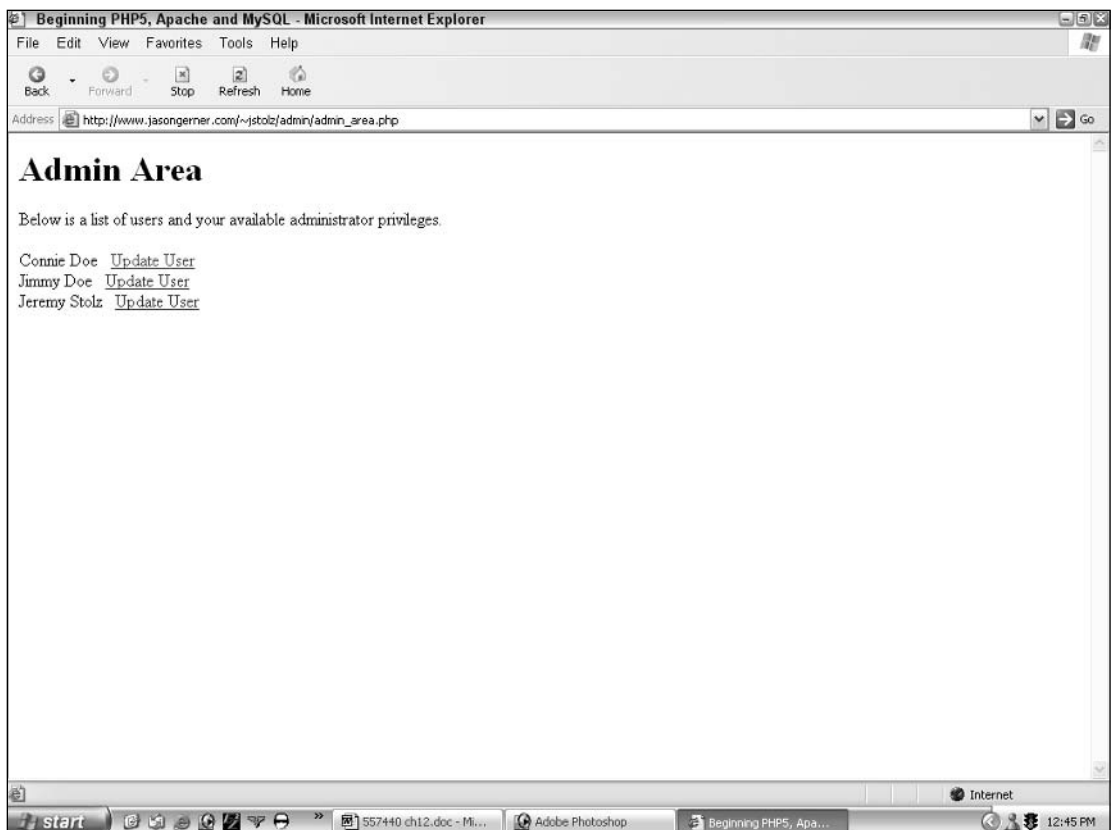 Beginning PHP5, Apache and MySQL - Microsoft Internet Explorer
File Edit View Favorites Tools Help
Back Forward Stop Refresh Home
Address http://www.jasongerner.com/~jstolz/admin/admin_area.php Go
Admin Area
Below is a list of users and your available administrator privileges.
Connie Doe Update User
Jimmy Doe Update User
Jeremy Stolz Update User
Internet
start » 557440 ch12.doc - Mi... Adobe Photoshop Beginning PHP5, Apa... 12:45 PM